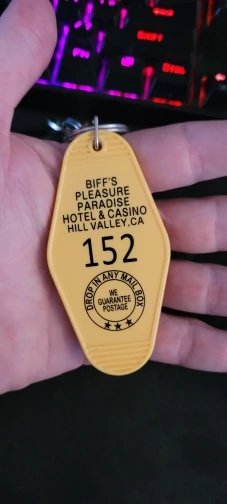 BIFF'S
PLEASURE
PARADISE
HOTEL & CASINO
HILL VALLEY, CA
152
DROP IN ANY MAIL BOX
WE
GUARANTEE
POSTAGE